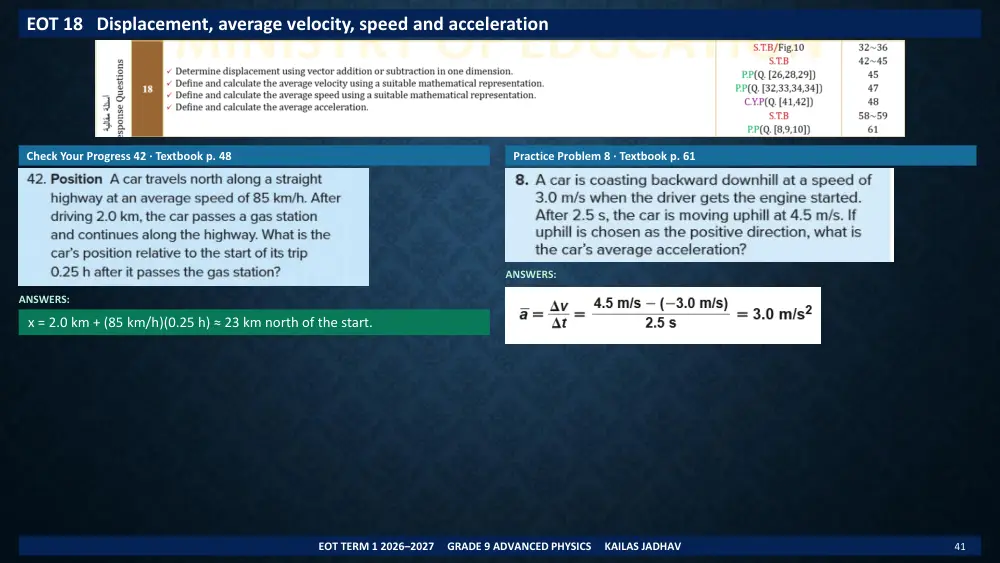 EOT 18 Displacement, average velocity, speed and acceleration
MINISTRY OF EDUCATION
أسئلة مقالية
sponse Questions
18
✓ Determine displacement using vector addition or subtraction in one dimension.
✓ Define and calculate the average velocity using a suitable mathematical representation.
✓ Define and calculate the average speed using a suitable mathematical representation.
✓ Define and calculate the average acceleration.
S.T.B/Fig.10 32~36
S.T.B 42~45
P.P(Q. [26,28,29]) 45
P.P(Q. [32,33,34,34]) 47
C.Y.P(Q. [41,42]) 48
S.T.B 58~59
P.P(Q. [8,9,10]) 61
Check Your Progress 42 · Textbook p. 48
42. Position A car travels north along a straight
highway at an average speed of 85 km/h. After
driving 2.0 km, the car passes a gas station
and continues along the highway. What is the
car's position relative to the start of its trip
0.25 h after it passes the gas station?
ANSWERS:
x = 2.0 km + (85 km/h)(0.25 h) ≈ 23 km north of the start.
Practice Problem 8 · Textbook p. 61
8. A car is coasting backward downhill at a speed of
3.0 m/s when the driver gets the engine started.
After 2.5 s, the car is moving uphill at 4.5 m/s. If
uphill is chosen as the positive direction, what is
the car's average acceleration?
ANSWERS:
a̅ = Δv/Δt = (4.5 m/s − (−3.0 m/s))/2.5 s = 3.0 m/s²
EOT TERM 1 2026–2027 GRADE 9 ADVANCED PHYSICS KAILAS JADHAV
41